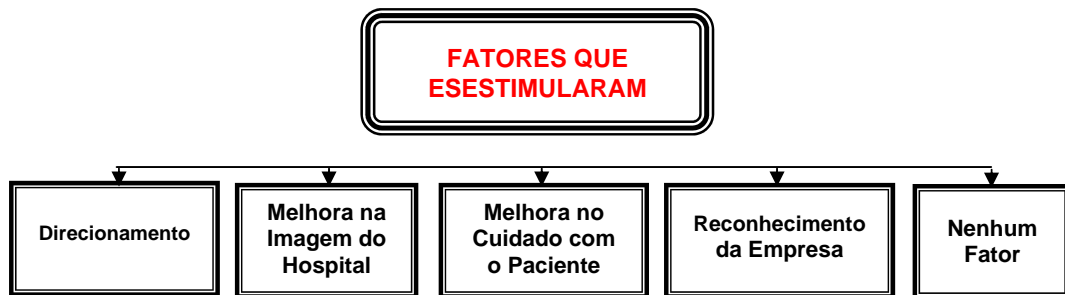 FATORES QUE
ESESTIMULARAM
Direcionamento
Melhora na
Imagem do
Hospital
Melhora no
Cuidado com
o Paciente
Reconhecimento
da Empresa
Nenhum
Fator